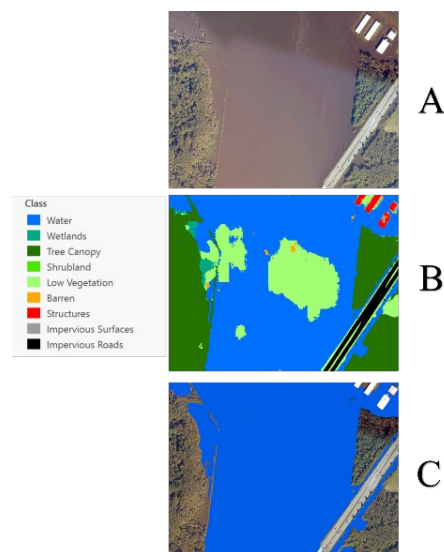 A
Class
Water
Wetlands
Tree Canopy
Shrubland
Low Vegetation
Barren
Structures
Impervious Surfaces
Impervious Roads
B
C